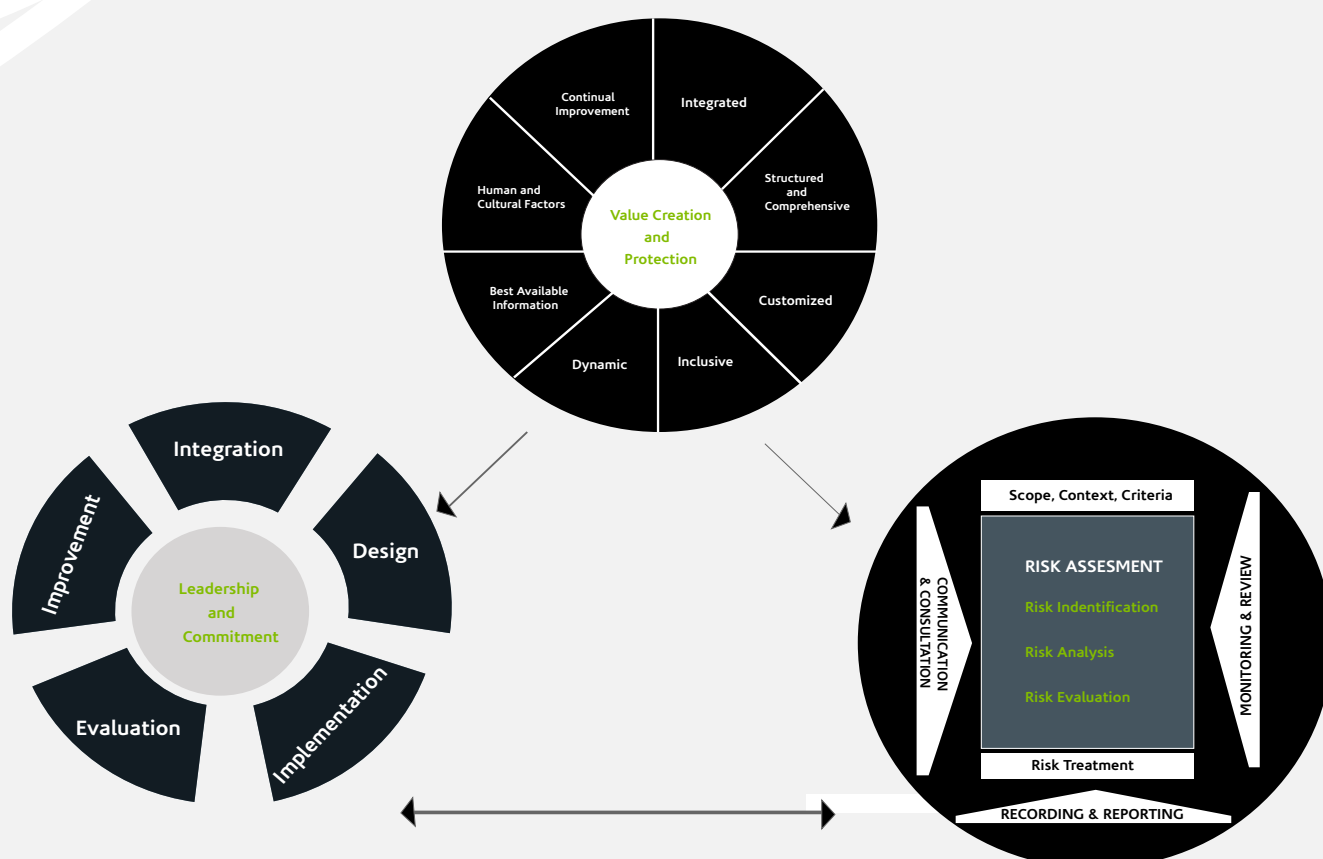 Continual
Improvement
Integrated
Human and
Cultural Factors
Structured
and
Comprehensive
Value Creation
and
Protection
Best Available
Information
Customized
Dynamic
Inclusive
Integration
Improvement
Design
Leadership
and
Commitment
Evaluation
Implementation
Scope, Context, Criteria
RISK ASSESMENT
Risk Indentification
Risk Analysis
Risk Evaluation
COMMUNICATION
& CONSULTATION
MONITORING & REVIEW
Risk Treatment
RECORDING & REPORTING